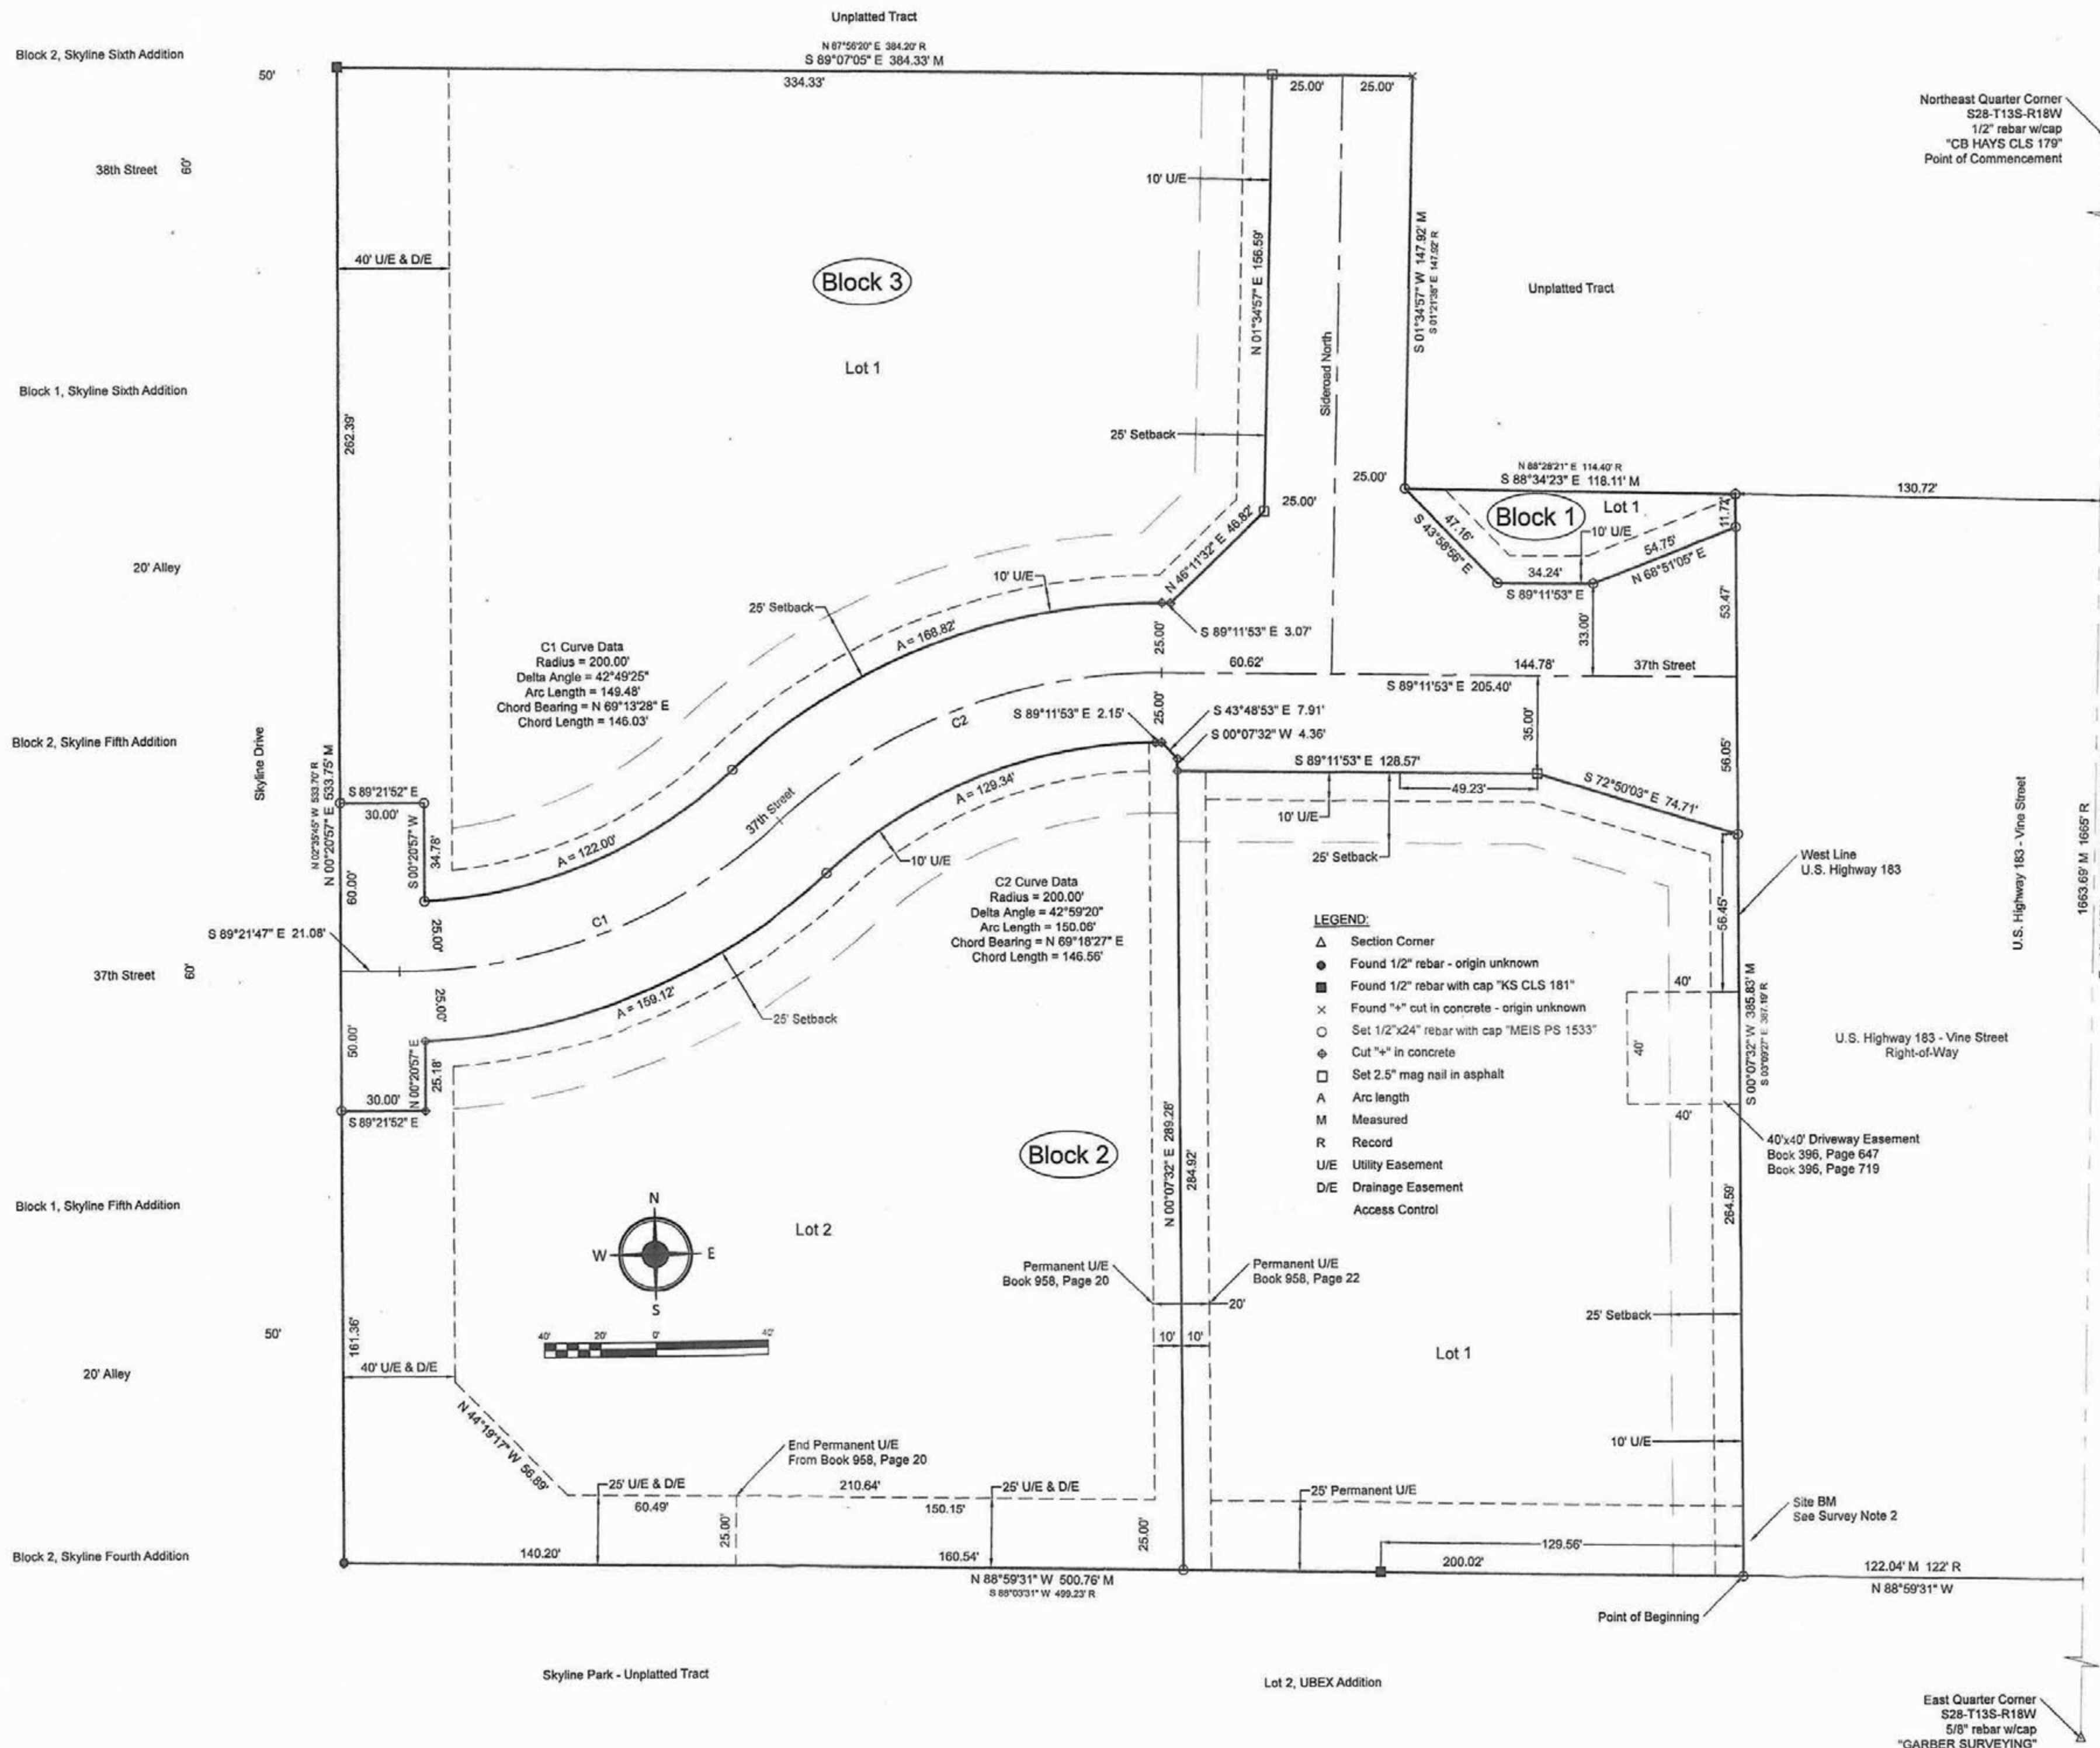 Unplatted Tract
N 87°56'20" E 384.20' R
S 89°07'05" E 384.33' M
334.33'
25.00'
25.00'
Block 2, Skyline Sixth Addition
50'
38th Street
60'
Block 1, Skyline Sixth Addition
20' Alley
Block 2, Skyline Fifth Addition
Skyline Drive
37th Street
60'
Block 1, Skyline Fifth Addition
50'
20' Alley
Block 2, Skyline Fourth Addition
Northeast Quarter Corner
S28-T13S-R18W
1/2" rebar w/cap
"CB HAYS CLS 179"
Point of Commencement
40' U/E & D/E
262.39'
Block 3
Lot 1
10' U/E
N 01°34'57" E 156.59'
25' Setback
Sideroad North
S 01°34'57" W 147.92' M
S 01°21'38" E 147.92' R
Unplatted Tract
25.00'
25.00'
N 88°28'21" E 114.40' R
S 88°34'23" E 118.11' M
130.72'
Block 1
Lot 1
10' U/E
11.72'
47.16'
S 43°58'56" E
34.24'
S 89°11'53" E
54.75'
N 68°51'05" E
53.47'
33.00'
N 46°11'32" E 46.82'
S 89°11'53" E 3.07'
10' U/E
25' Setback
A = 168.82'
25.00'
60.62'
144.78'
37th Street
S 89°11'53" E 205.40'
C1 Curve Data
Radius = 200.00'
Delta Angle = 42°49'25"
Arc Length = 149.48'
Chord Bearing = N 69°13'28" E
Chord Length = 146.03'
C2
25.00'
S 89°11'53" E 2.15'
S 43°48'53" E 7.91'
S 00°07'32" W 4.36'
S 89°11'53" E 128.57'
35.00'
49.23'
S 72°50'03" E 74.71'
56.05'
10' U/E
25' Setback
N 02°35'45" W 533.70' R
N 00°20'57" E 533.75' M
S 89°21'52" E
30.00'
S 00°20'57" W
34.78'
60.00'
A = 122.00'
37th Street
A = 129.34'
10' U/E
C1
S 89°21'47" E 21.08'
25.00'
25.00'
50.00'
N 00°20'57" E
25.18'
A = 159.12'
25' Setback
30.00'
S 89°21'52" E
C2 Curve Data
Radius = 200.00'
Delta Angle = 42°59'20"
Arc Length = 150.06'
Chord Bearing = N 69°18'27" E
Chord Length = 146.56'
LEGEND:
Section Corner
Found 1/2" rebar - origin unknown
Found 1/2" rebar with cap "KS CLS 181"
Found "+" cut in concrete - origin unknown
Set 1/2"x24" rebar with cap "MEIS PS 1533"
Cut "+" in concrete
Set 2.5" mag nail in asphalt
A Arc length
M Measured
R Record
U/E Utility Easement
D/E Drainage Easement
Access Control
West Line
U.S. Highway 183
56.45'
40'
40'
40'
S 00°07'32" W 385.83' M
S 03°09'27" E 387.19' R
U.S. Highway 183 - Vine Street
1663.69' M 1665' R
U.S. Highway 183 - Vine Street
Right-of-Way
40'x40' Driveway Easement
Book 396, Page 647
Book 396, Page 719
264.59'
Block 2
N 00°07'32" E 289.28'
284.92'
Lot 2
N
W
E
S
40'
20'
0'
40'
Permanent U/E
Book 958, Page 20
Permanent U/E
Book 958, Page 22
20'
10'
10'
25' Setback
Lot 1
161.36'
40' U/E & D/E
N 44°19'17" W 56.89'
End Permanent U/E
From Book 958, Page 20
25' U/E & D/E
60.49'
210.64'
150.15'
25' U/E & D/E
25.00'
25.00'
25' Permanent U/E
10' U/E
Site BM
See Survey Note 2
140.20'
160.54'
129.56'
200.02'
N 88°59'31" W 500.76' M
S 88°03'31" W 499.23' R
122.04' M 122' R
N 88°59'31" W
Point of Beginning
Skyline Park - Unplatted Tract
Lot 2, UBEX Addition
East Quarter Corner
S28-T13S-R18W
5/8" rebar w/cap
"GARBER SURVEYING"